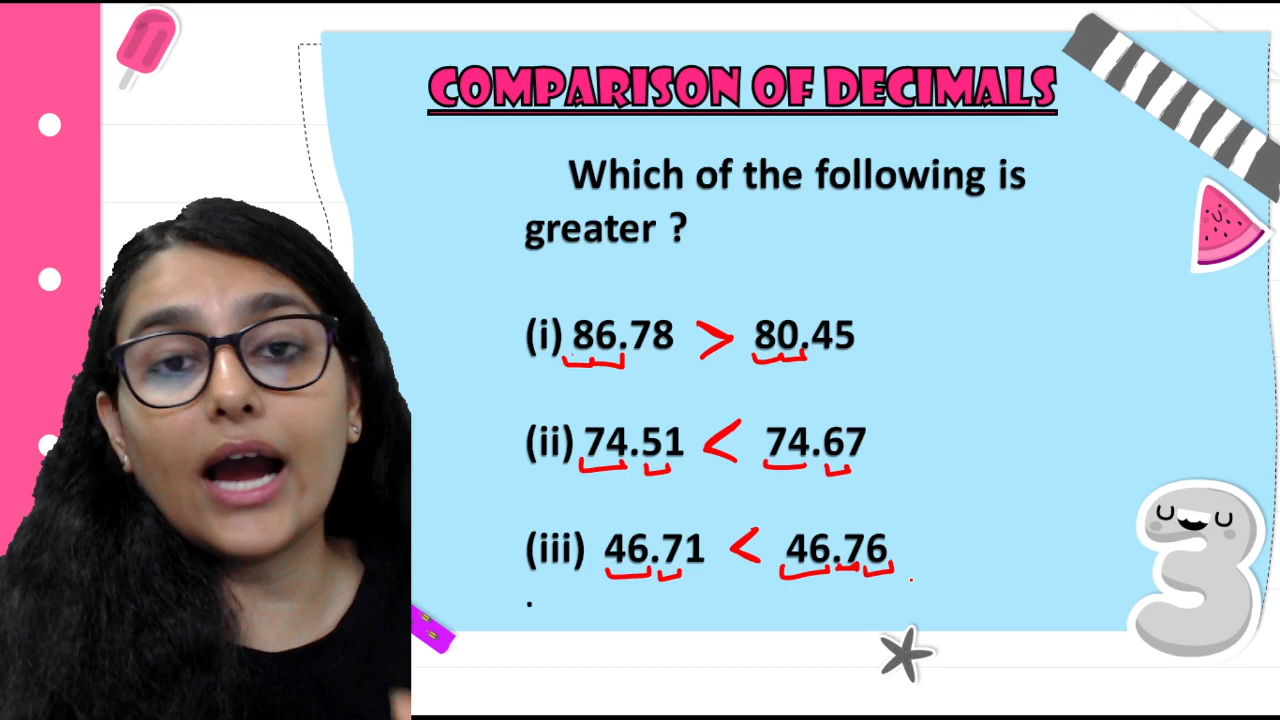 COMPARISON OF DECIMALS
Which of the following is
greater ?
(i) 86.78 > 80.45
(ii) 74.51 < 74.67
(iii) 46.71 < 46.76
.